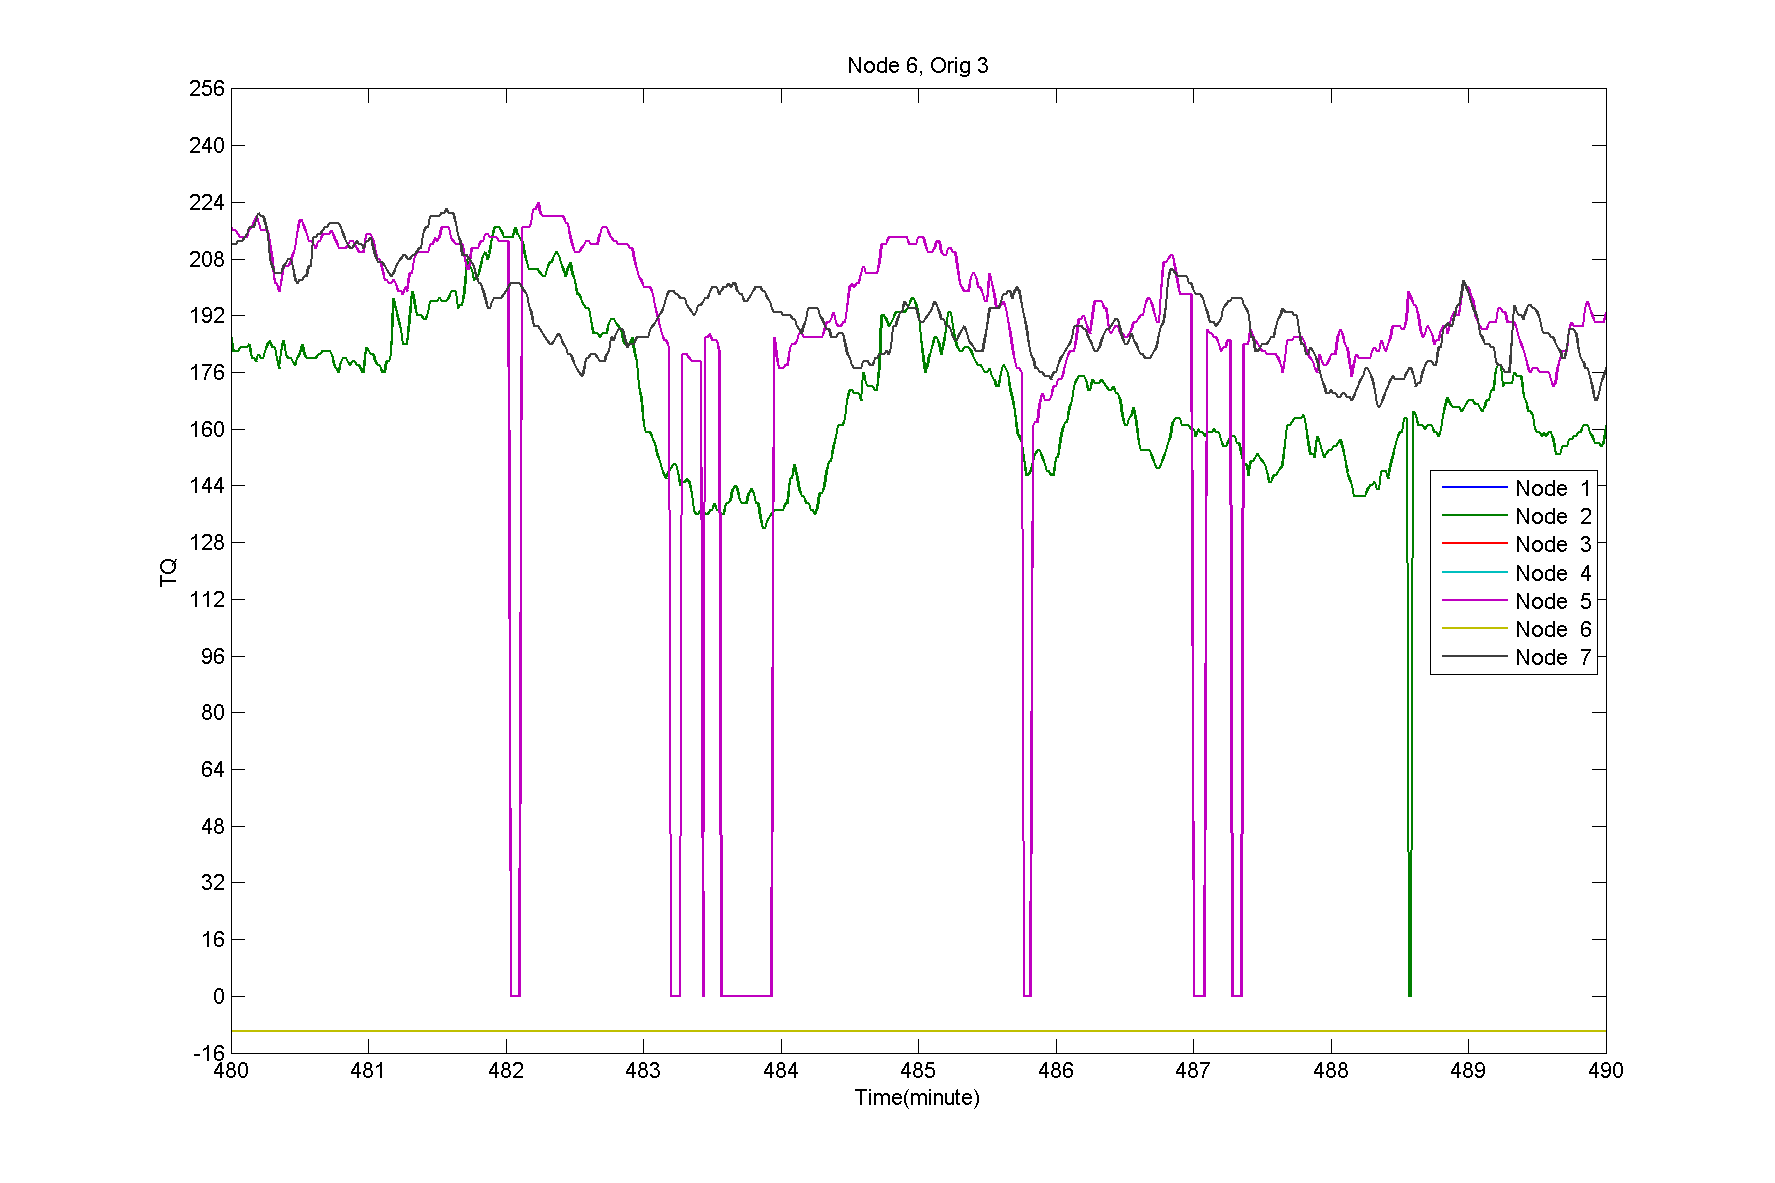 Node 6, Orig 3
256
240
224
208
192
176
160
144
128
112
96
80
64
48
32
16
0
-16
TQ
Node 1
Node 2
Node 3
Node 4
Node 5
Node 6
Node 7
480 481 482 483 484 485 486 487 488 489 490
Time(minute)